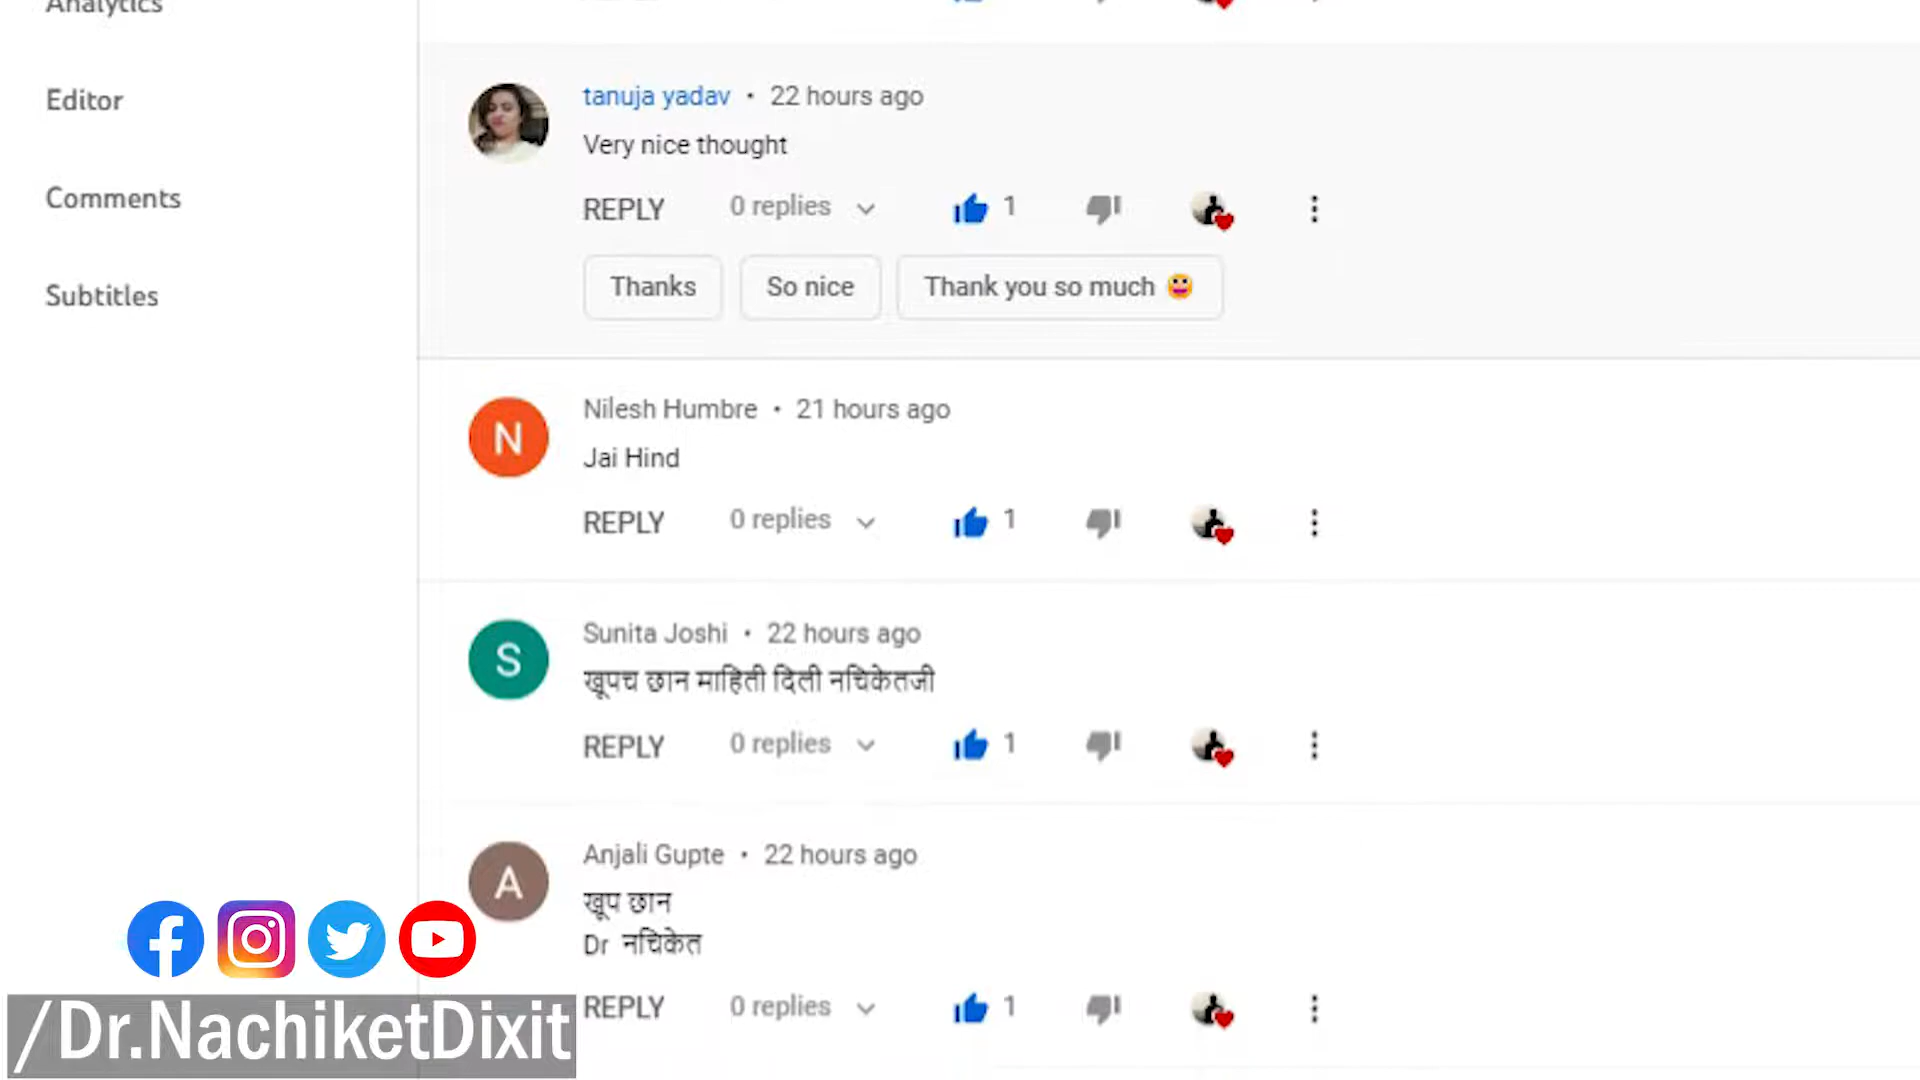 Analytics
Editor
Comments
Subtitles
tanuja yadav • 22 hours ago
Very nice thought
REPLY 0 replies 1
Thanks So nice Thank you so much 😀
Nilesh Humbre • 21 hours ago
N
Jai Hind
REPLY 0 replies 1
Sunita Joshi • 22 hours ago
S
खूपच छान माहिती दिली नचिकेतजी
REPLY 0 replies 1
Anjali Gupte • 22 hours ago
A
खूप छान
Dr नचिकेत
REPLY 0 replies 1
/Dr.NachiketDixit